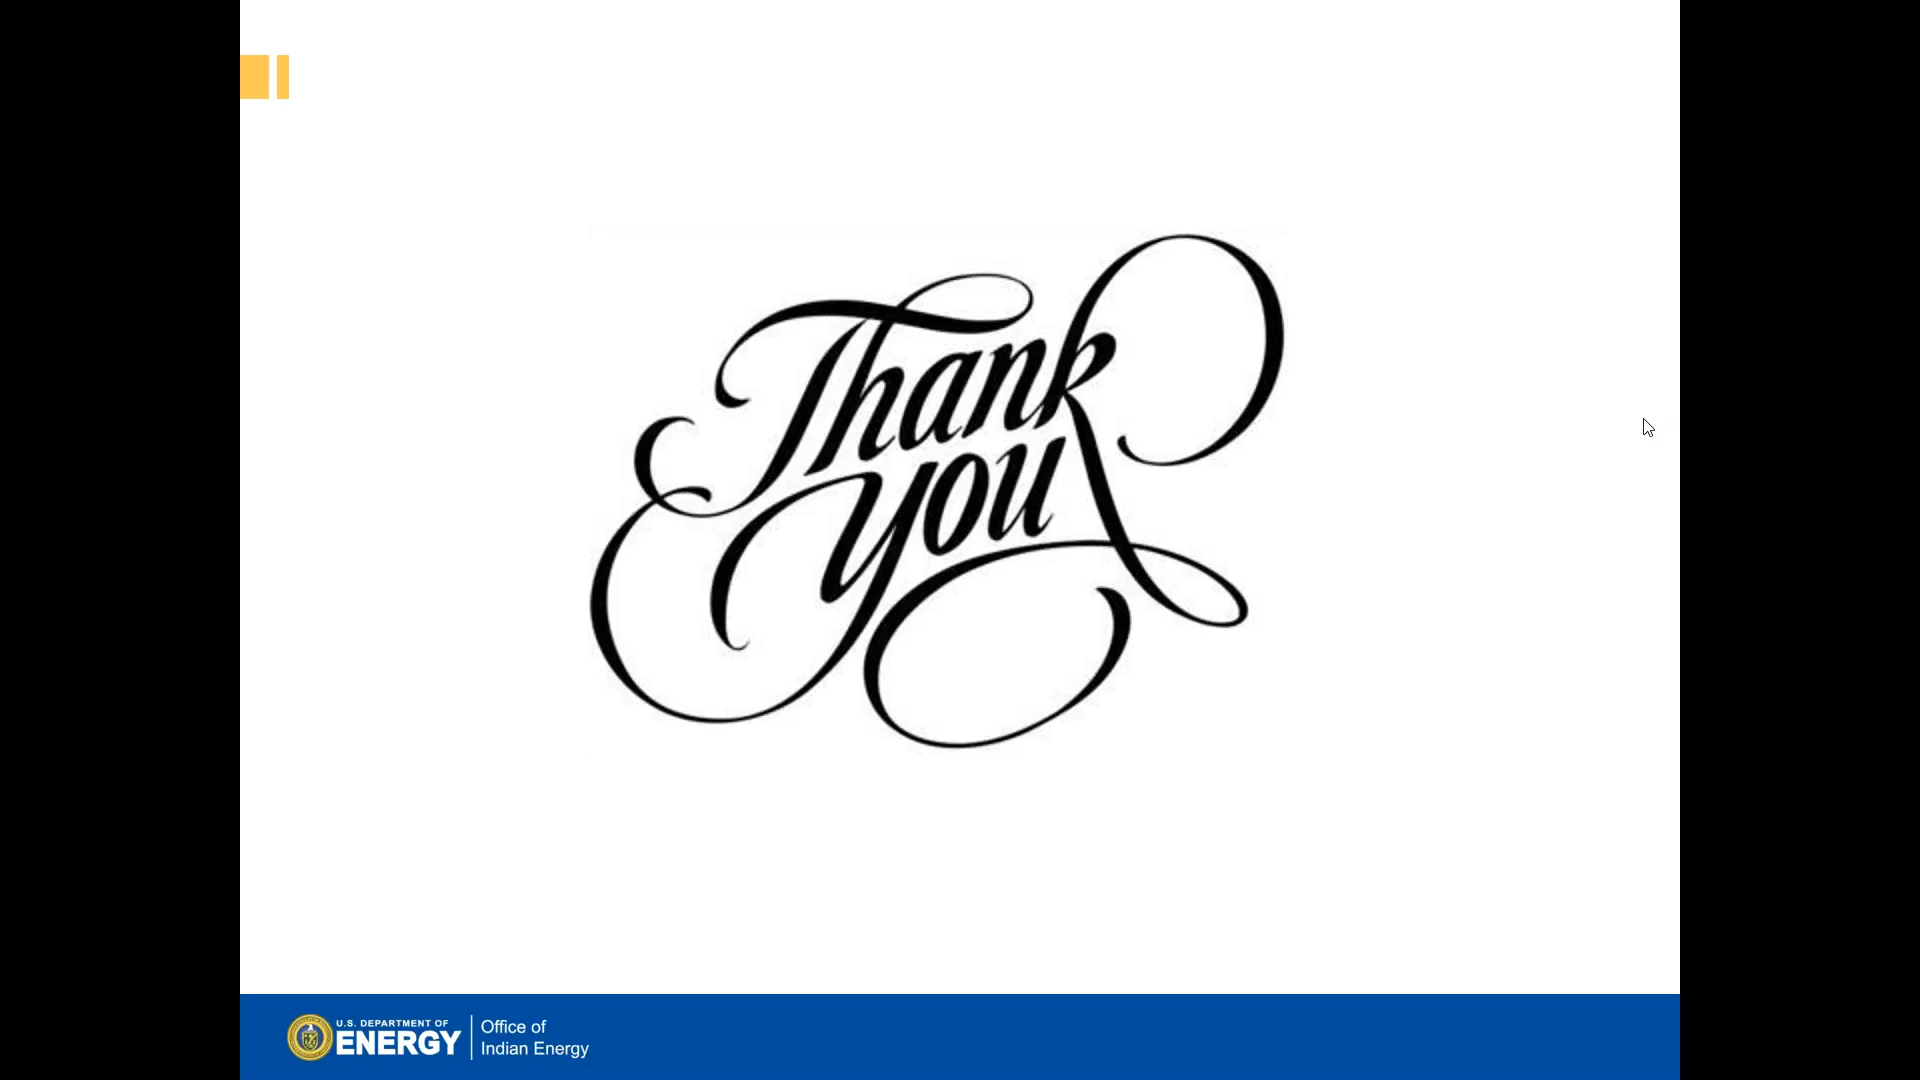 Thank
you
U.S. DEPARTMENT OF
ENERGY
Office of
Indian Energy